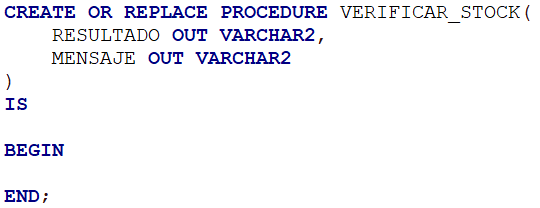 CREATE OR REPLACE PROCEDURE VERIFICAR_STOCK(
    RESULTADO OUT VARCHAR2,
    MENSAJE OUT VARCHAR2
)
IS

BEGIN

END;